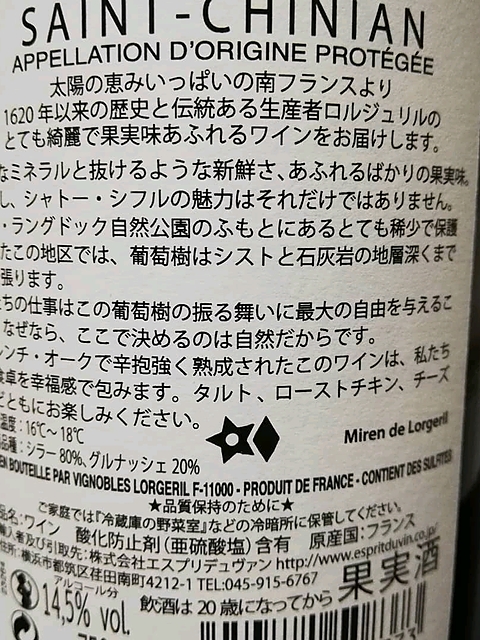 SAINT-CHINIAN
APPELLATION D'ORIGINE PROTÉGÉE
太陽の恵みいっぱいの南フランスより
1620年以来の歴史と伝統ある生産者ロルジュリルの
とても綺麗で果実味あふれるワインをお届けします。
なミネラルと抜けるような新鮮さ、あふれるばかりの果実味。
し、シャトー・シフルの魅力はそれだけではありません。
・ラングドック自然公園のふもとにあるとても稀少で保護
たこの地区では、葡萄樹はシストと石灰岩の地層深くまで
張ります。
ちの仕事はこの葡萄樹の振る舞いに最大の自由を与えるこ
なぜなら、ここで決めるのは自然だからです。
レンチ・オークで辛抱強く熟成されたこのワインは、私たち
食卓を幸福感で包みます。タルト、ローストチキン、チーズ
どともにお楽しみください。
温度:16℃~18℃
品種:シラー80%、グルナッシェ20%
Miren de Lorgeril
EN BOUTEILLE PAR VIGNOBLES LORGERIL F-11000 - PRODUIT DE FRANCE - CONTIENT DES SULFITES
★品質保持のために★
ご家庭では『冷蔵庫の野菜室』などの冷暗所に保管してください。
品名:ワイン 酸化防止剤(亜硫酸塩)含有 原産国:フランス
輸入者及び引取先:株式会社エスプリデュヴァン http://www.espritduvin.co.jp/
住所:横浜市都筑区荏田南町4212-1 TEL:045-915-6767
アルコール分
14,5% vol.
飲酒は20歳になってから
果実酒